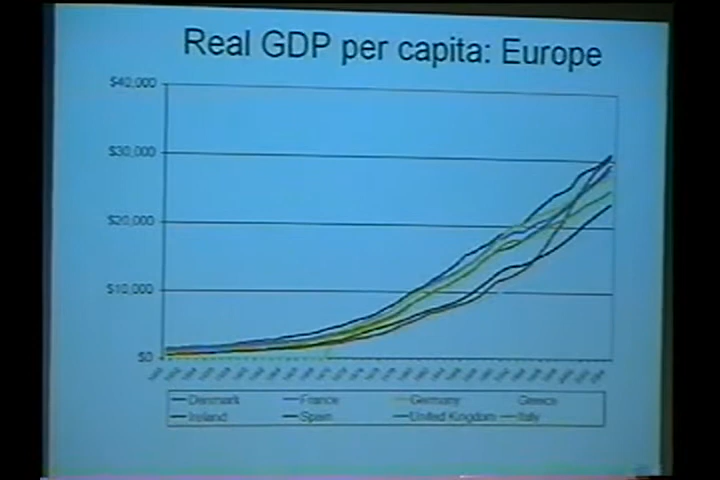 Real GDP per capita: Europe
$40,000
$30,000
$20,000
$10,000
$0
Denmark France Germany Greece
Ireland Spain United Kingdom Italy